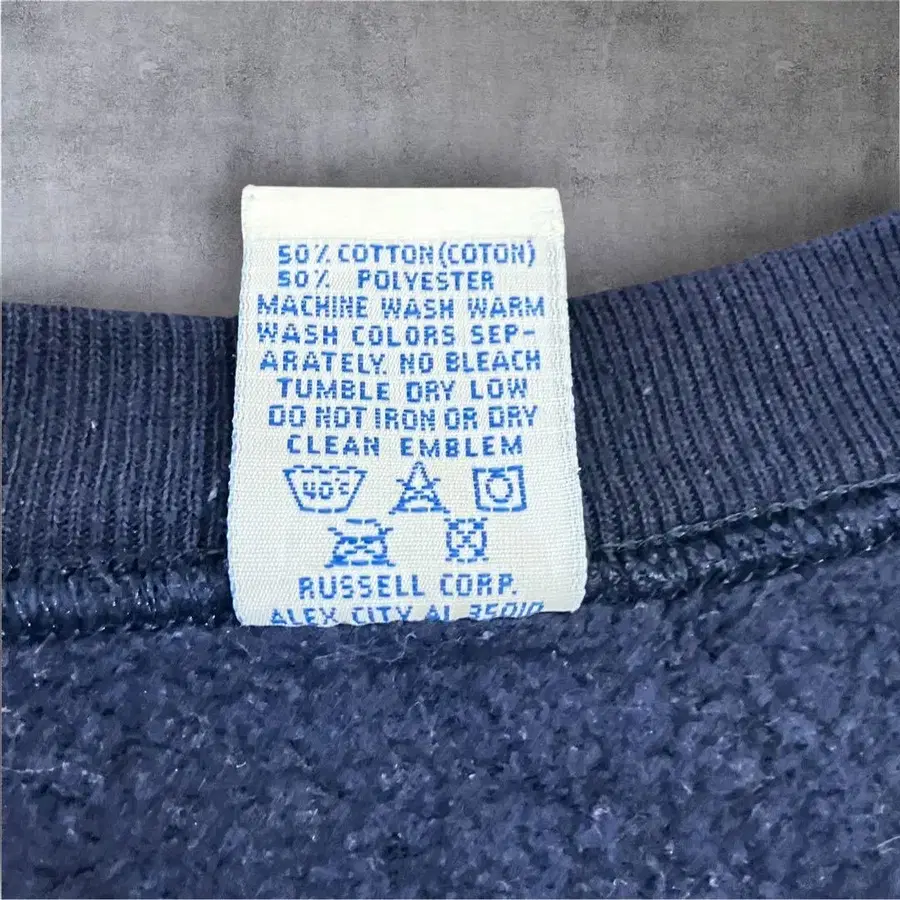 50% COTTON (COTON)
50% POLYESTER
MACHINE WASH WARM
WASH COLORS SEP-
ARATELY. NO BLEACH
TUMBLE DRY LOW
DO NOT IRON OR DRY
CLEAN EMBLEM
40°C
RUSSELL CORP.
ALEX CITY AL 35010